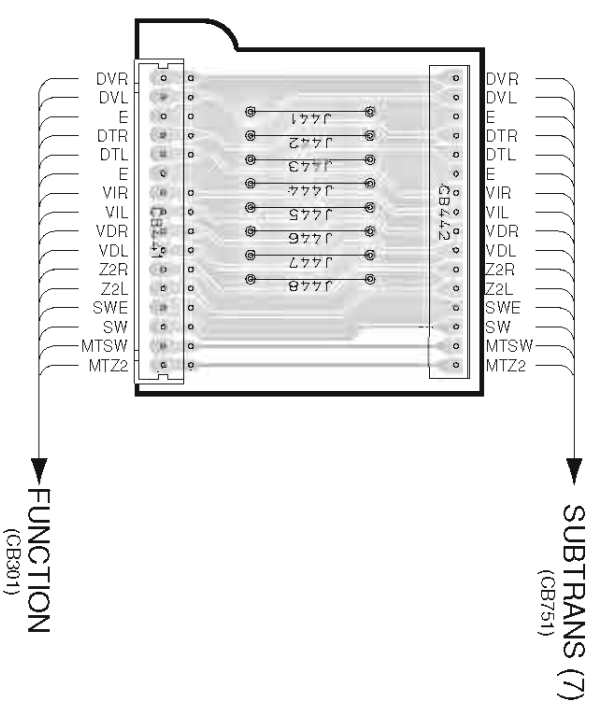 DVR
DVL
E
DTR
DTL
E
VIR
VIL
VDR
VDL
Z2R
Z2L
SWE
SW
MTSW
MTZ2
CB441
J441
J442
J443
J444
J445
J446
J447
J448
CB442
DVR
DVL
E
DTR
DTL
E
VIR
VIL
VDR
VDL
Z2R
Z2L
SWE
SW
MTSW
MTZ2
FUNCTION
(CB301)
SUBTRANS (7)
(CB751)